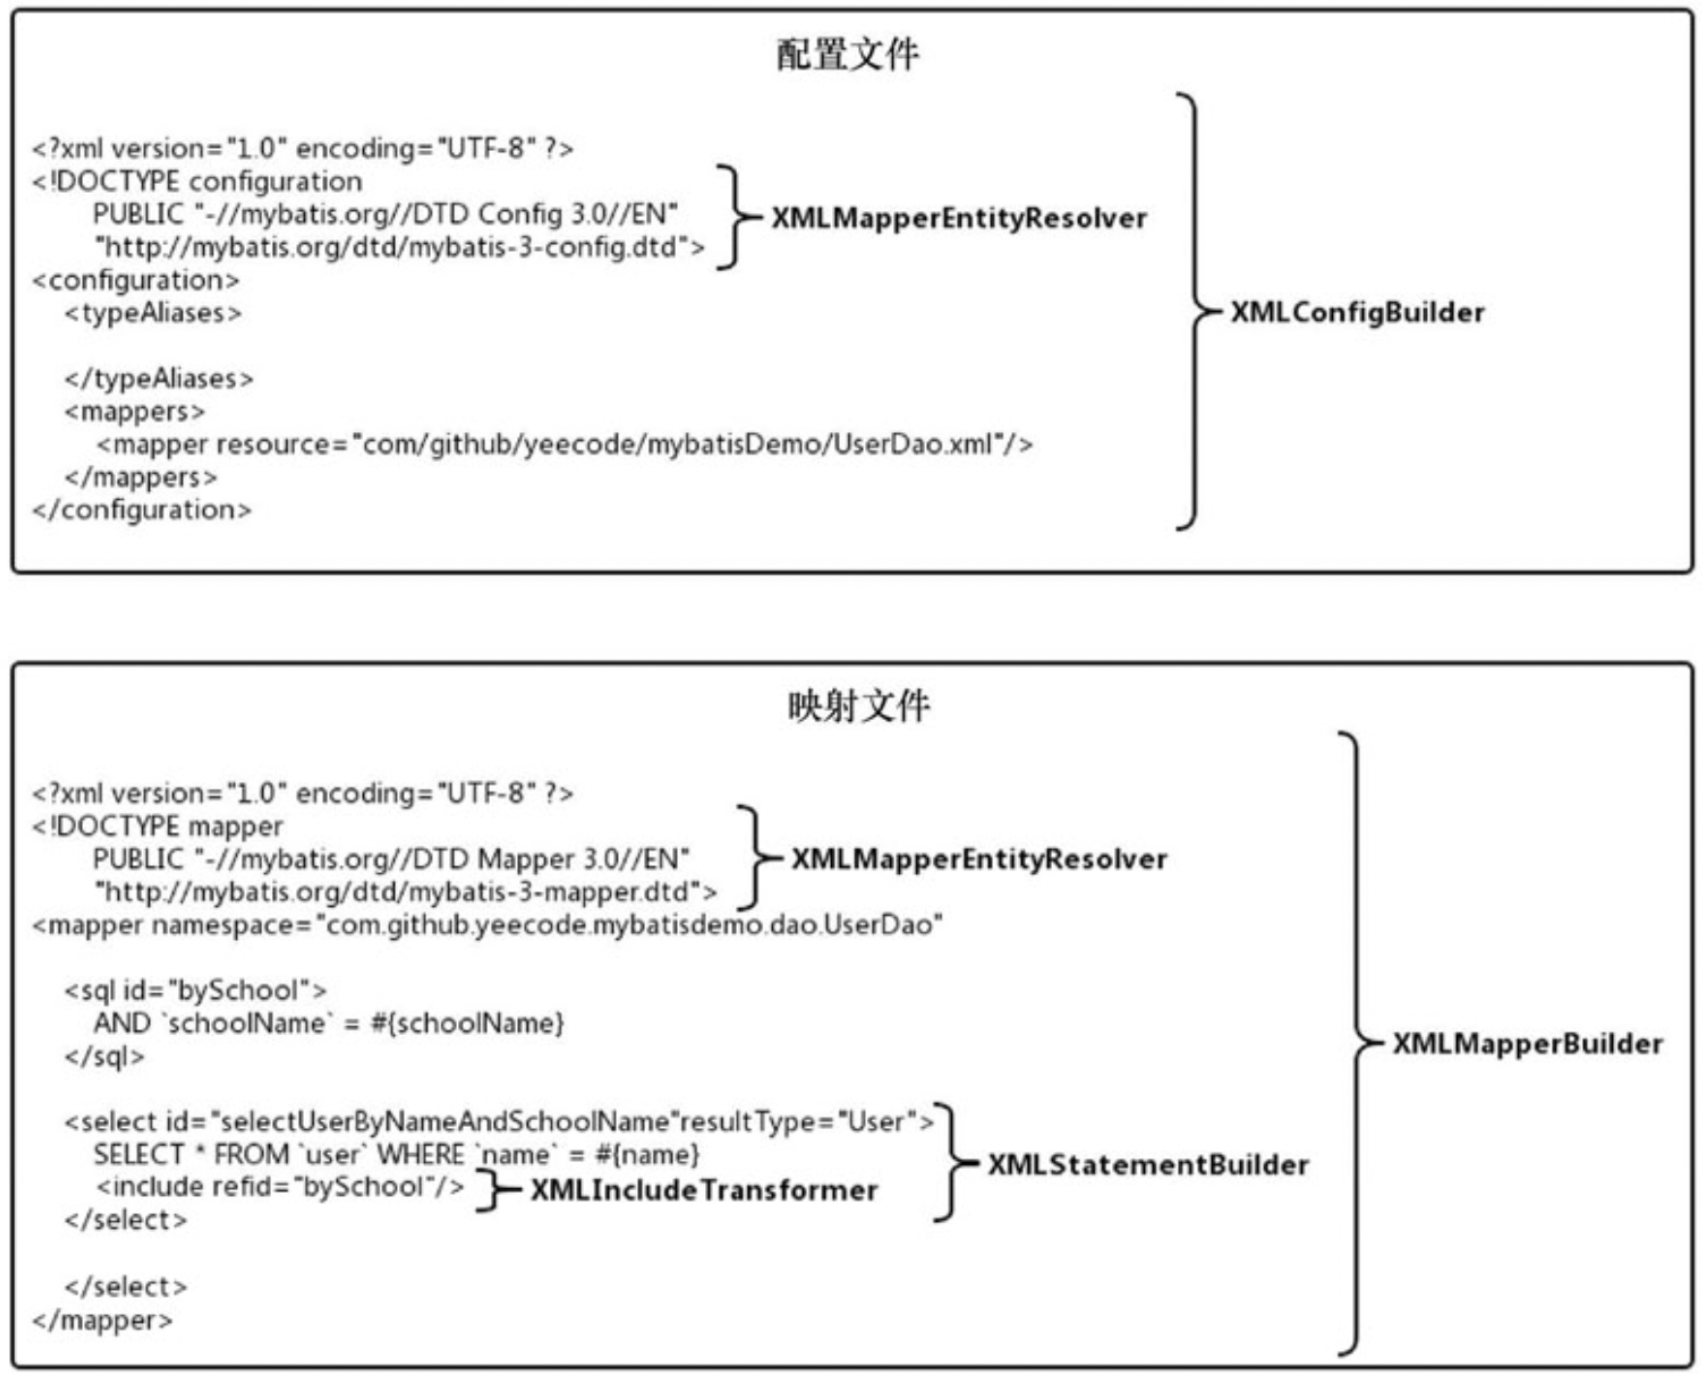 配置文件
<?xml version="1.0" encoding="UTF-8" ?>
<!DOCTYPE configuration
PUBLIC "-//mybatis.org//DTD Config 3.0//EN"
"http://mybatis.org/dtd/mybatis-3-config.dtd">
XMLMapperEntityResolver
<configuration>
<typeAliases>
</typeAliases>
<mappers>
<mapper resource="com/github/yeecode/mybatisDemo/UserDao.xml"/>
</mappers>
</configuration>
XMLConfigBuilder
映射文件
<?xml version="1.0" encoding="UTF-8" ?>
<!DOCTYPE mapper
PUBLIC "-//mybatis.org//DTD Mapper 3.0//EN"
"http://mybatis.org/dtd/mybatis-3-mapper.dtd">
XMLMapperEntityResolver
<mapper namespace="com.github.yeecode.mybatisdemo.dao.UserDao"
<sql id="bySchool">
AND `schoolName` = #{schoolName}
</sql>
<select id="selectUserByNameAndSchoolName"resultType="User">
SELECT * FROM `user` WHERE `name` = #{name}
<include refid="bySchool"/>
XMLIncludeTransformer
</select>
XMLStatementBuilder
</select>
</mapper>
XMLMapperBuilder